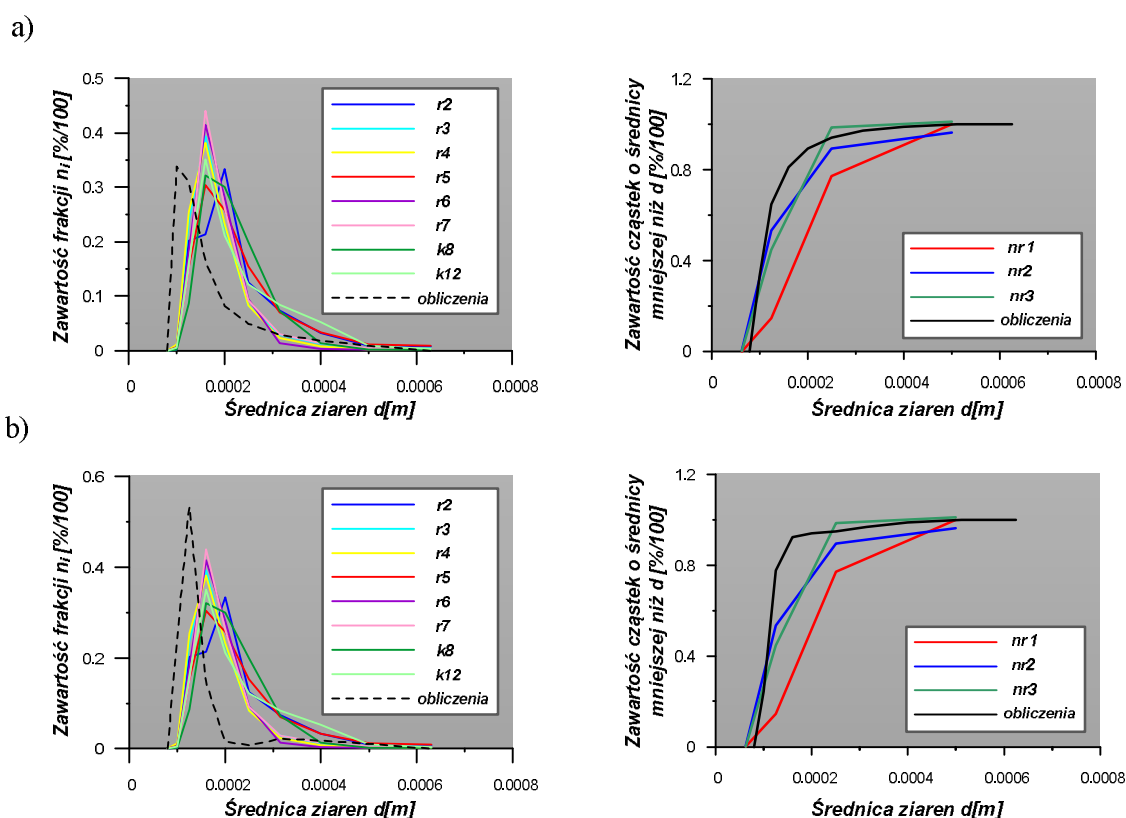 a)
Zawartość frakcji ni [%/100]
0.5
0.4
0.3
0.2
0.1
0
r2
r3
r4
r5
r6
r7
k8
k12
obliczenia
0
0.0002
0.0004
0.0006
0.0008
Średnica ziaren d[m]
Zawartość cząstek o średnicy
mniejszej niż d [%/100]
1.2
0.8
0.4
0
nr1
nr2
nr3
obliczenia
0
0.0002
0.0004
0.0006
0.0008
Średnica ziaren d[m]
b)
Zawartość frakcji ni [%/100]
0.6
0.4
0.2
0
r2
r3
r4
r5
r6
r7
k8
k12
obliczenia
0
0.0002
0.0004
0.0006
0.0008
Średnica ziaren d[m]
Zawartość cząstek o średnicy
mniejszej niż d [%/100]
1.2
0.8
0.4
0
nr1
nr2
nr3
obliczenia
0
0.0002
0.0004
0.0006
0.0008
Średnica ziaren d[m]